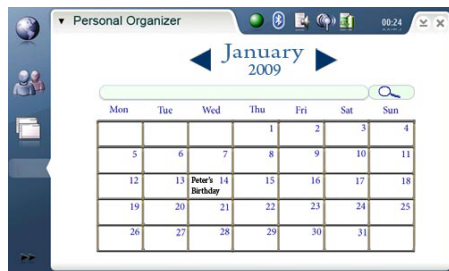 ▼ Personal Organizer
00:24
January
2009
Mon Tue Wed Thu Fri Sat Sun
1 2 3 4
5 6 7 8 9 10 11
12 13 Peter's 14 15 16 17 18
Birthday
19 20 21 22 23 24 25
26 27 28 29 30 31